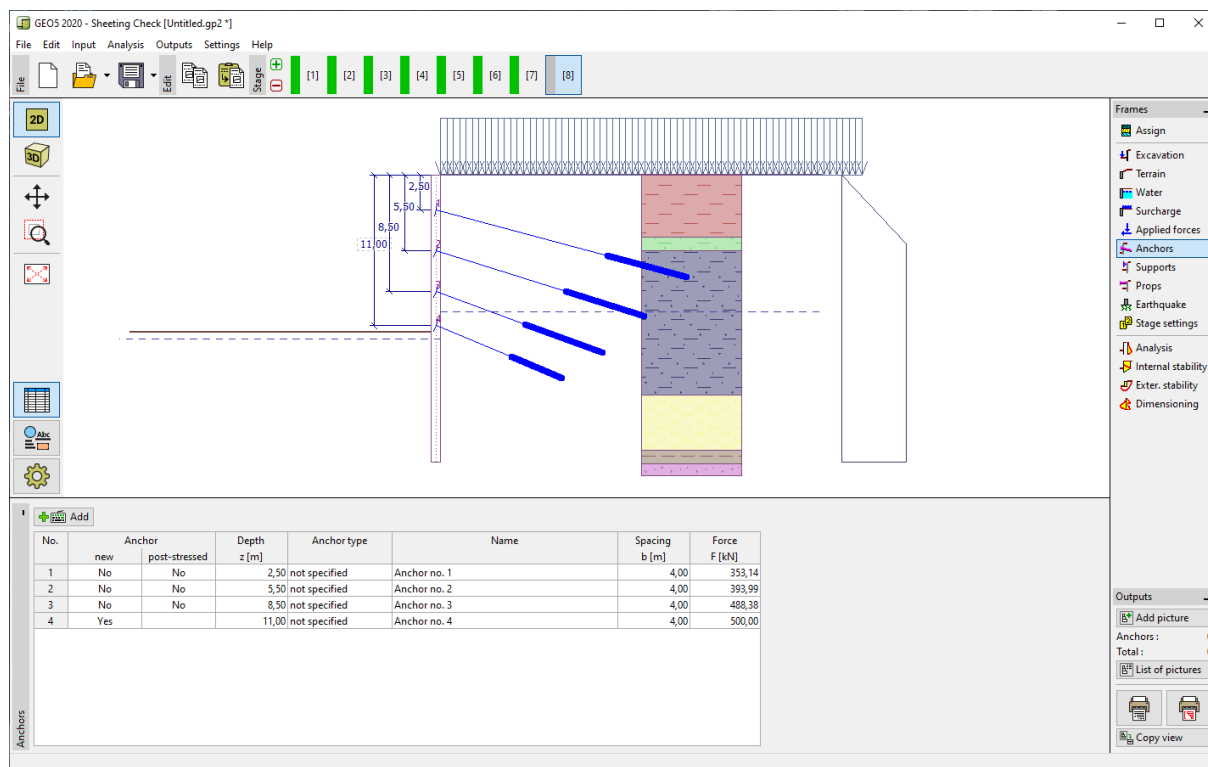 GEO5 2020 - Sheeting Check [Untitled.gp2 *]
File Edit Input Analysis Outputs Settings Help
File Edit Stage [1] [2] [3] [4] [5] [6] [7] [8]
2D
3D
Abc
2,50
5,50
8,50
11,00
1
2
3
4
Frames
Assign
Excavation
Terrain
Water
Surcharge
Applied forces
Anchors
Supports
Props
Earthquake
Stage settings
Analysis
Internal stability
Exter. stability
Dimensioning
Add
No. Anchor Depth Anchor type Name Spacing Force
new post-stressed z [m] b [m] F [kN]
1 No No 2,50 not specified Anchor no. 1 4,00 353,14
2 No No 5,50 not specified Anchor no. 2 4,00 393,99
3 No No 8,50 not specified Anchor no. 3 4,00 488,38
4 Yes 11,00 not specified Anchor no. 4 4,00 500,00
Anchors
Outputs
Add picture
Anchors :
Total :
List of pictures
Copy view